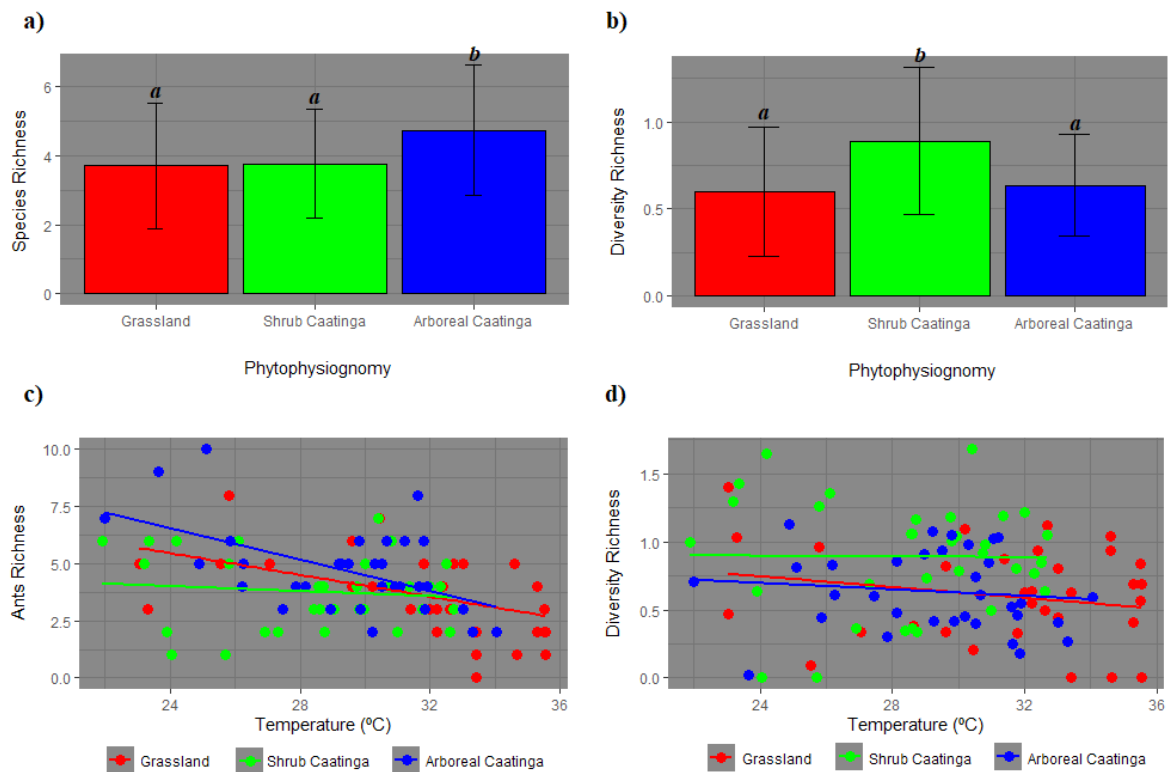 a)
Species Richness
6
4
2
0
a
a
b
Grassland
Shrub Caatinga
Arboreal Caatinga
Phytophysiognomy
b)
Diversity Richness
1.0
0.5
0.0
a
b
a
Grassland
Shrub Caatinga
Arboreal Caatinga
Phytophysiognomy
c)
Ants Richness
10.0
7.5
5.0
2.5
0.0
24
28
32
36
Temperature (ºC)
Grassland
Shrub Caatinga
Arboreal Caatinga
d)
Diversity Richness
1.5
1.0
0.5
0.0
24
28
32
36
Temperature (ºC)
Grassland
Shrub Caatinga
Arboreal Caatinga